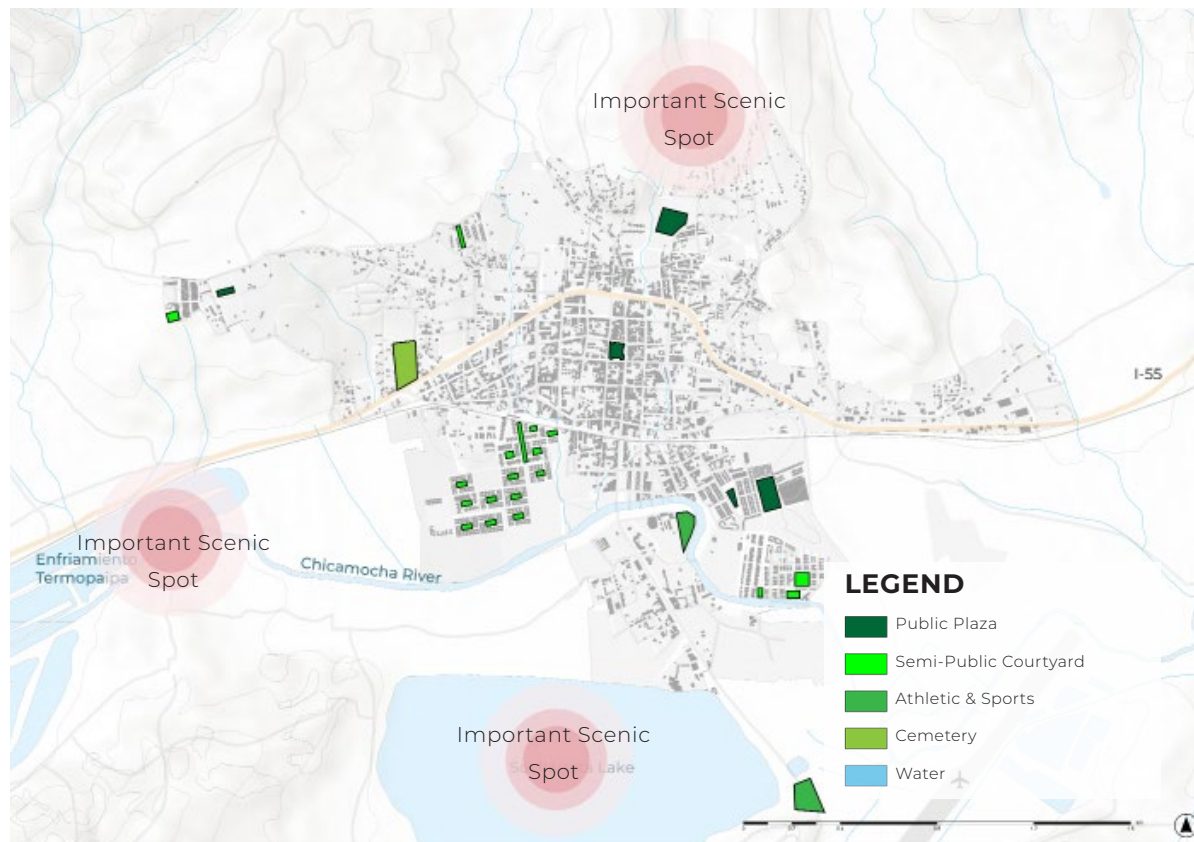 Important Scenic
Spot
I-55
Important Scenic
Spot
Enfriamiento
Termopaipa
Chicamocha River
Important Scenic
Spot
Lake
LEGEND
Public Plaza
Semi-Public Courtyard
Athletic & Sports
Cemetery
Water